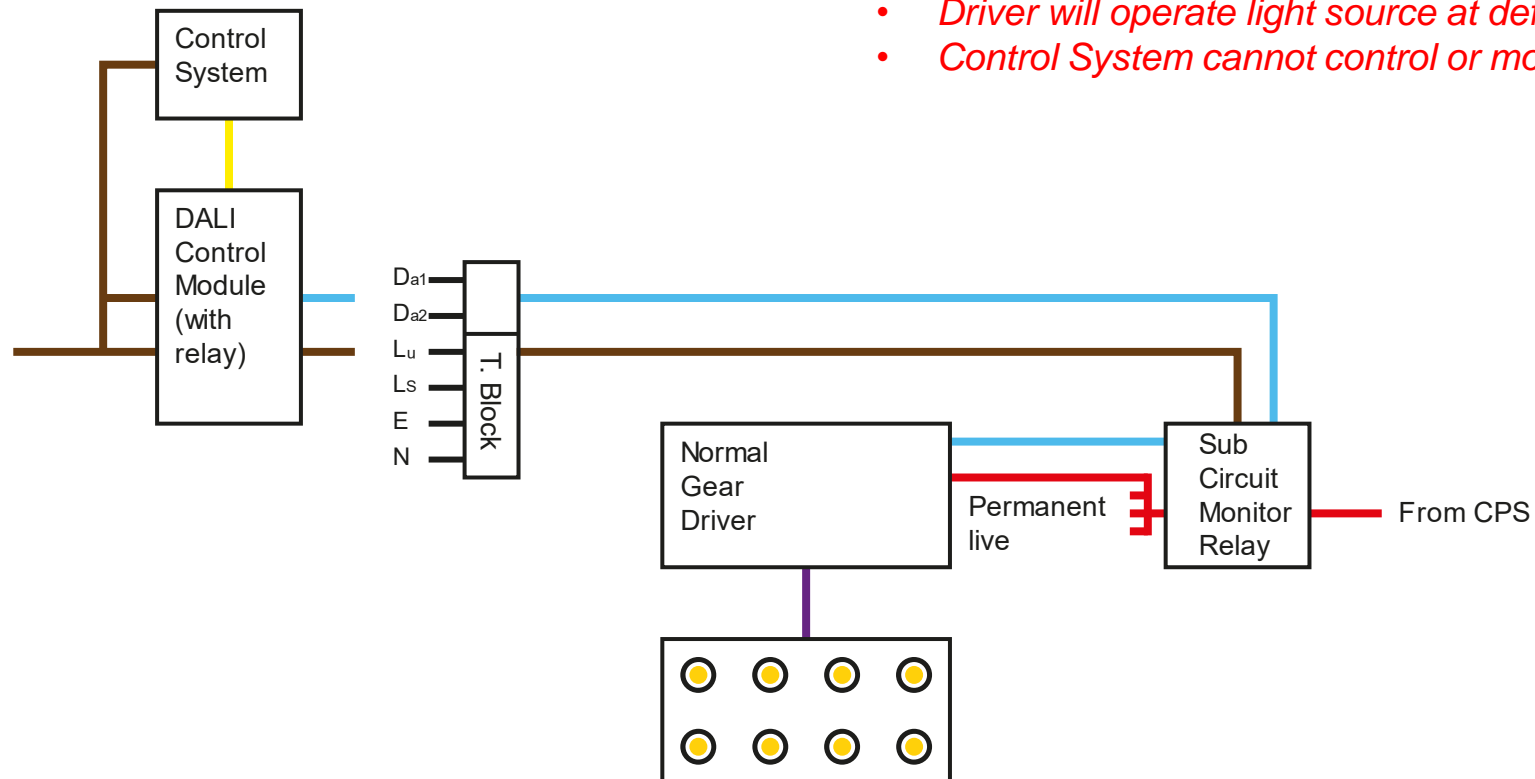 • Driver will operate light source at
• Control System cannot control or
Control
System
DALI
Control
Module
(with
relay)
Da1
Da2
Lu
Ls
E
N
T. Block
Normal
Gear
Driver
Permanent
live
Sub
Circuit
Monitor
Relay
From CPS